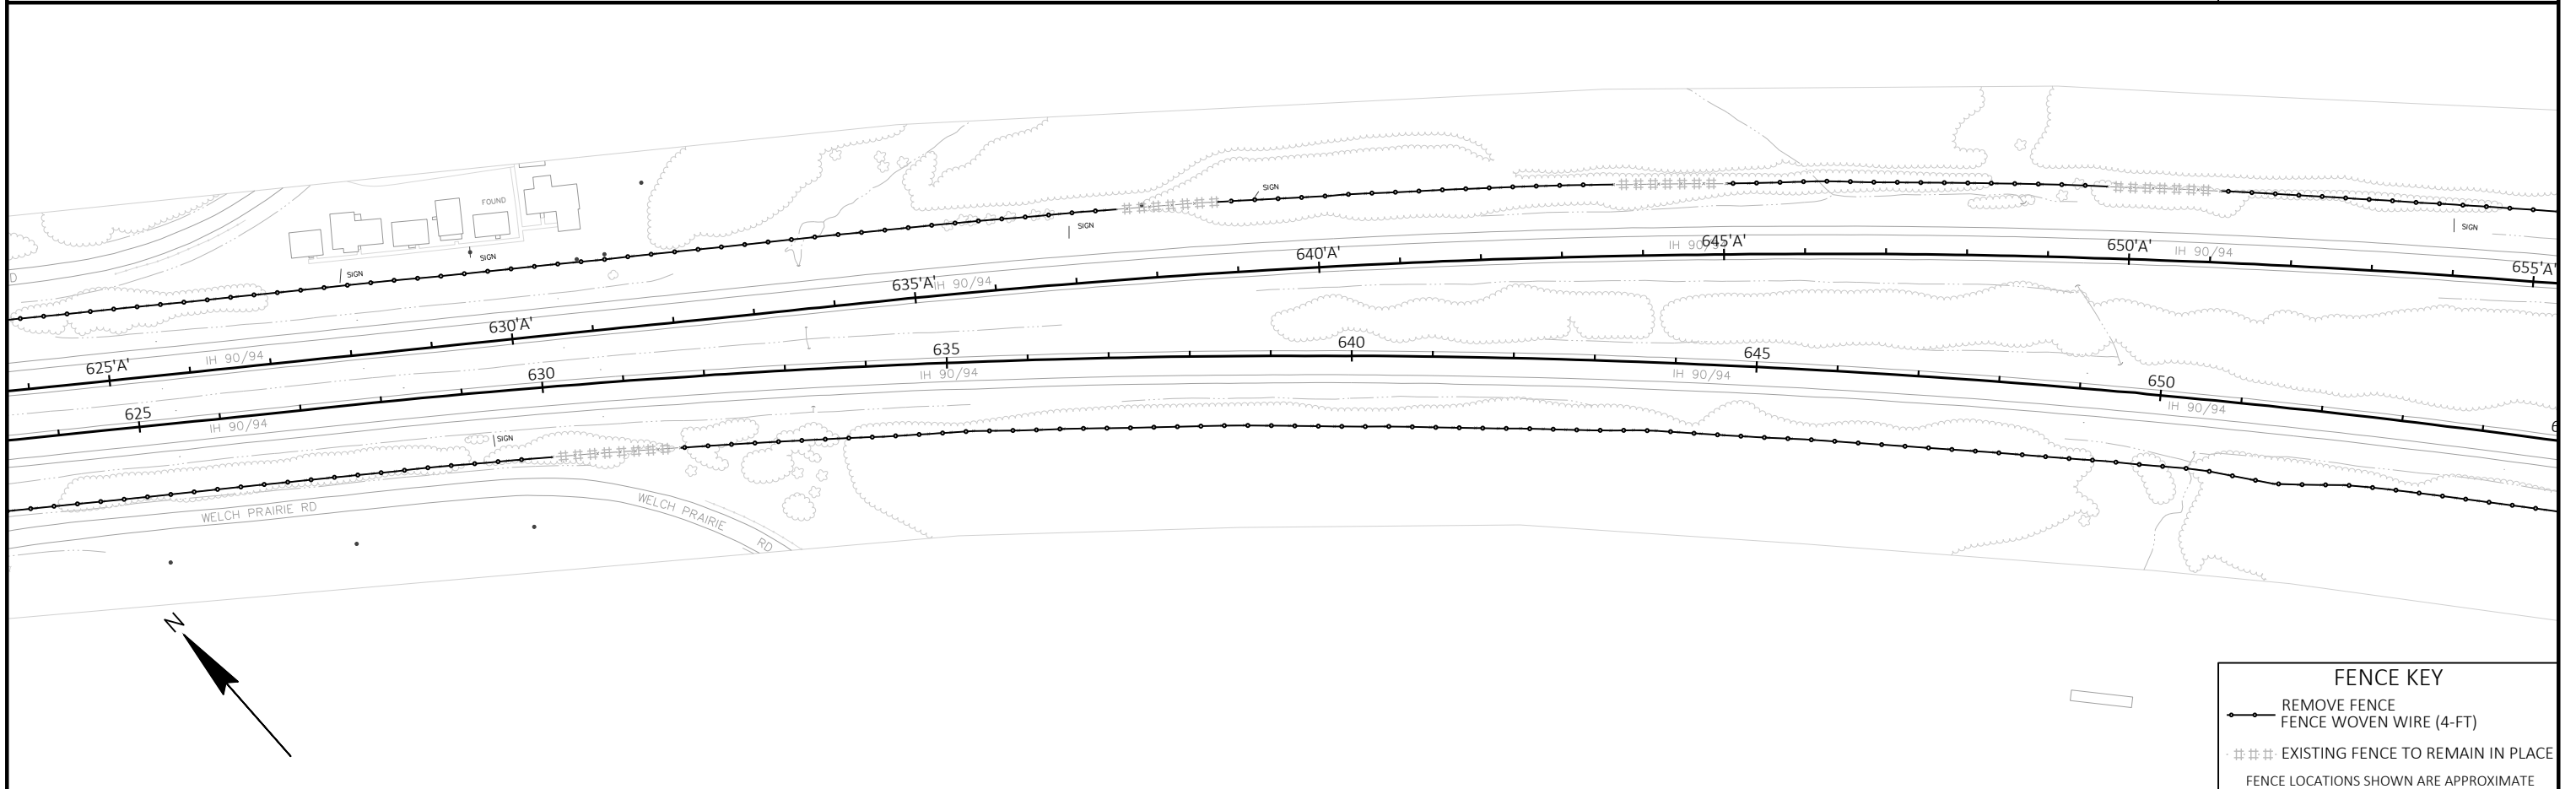 FOUND
SIGN
SIGN
SIGN
SIGN
SIGN
D
IH 90/94
645'A'
650'A'
IH 90/94
640'A'
655'A'
635'A'
IH 90/94
630'A'
625'A'
IH 90/94
640
635
645
IH 90/94
IH 90/94
630
650
IH 90/94
625
IH 90/94
6
SIGN
WELCH PRAIRIE RD
WELCH PRAIRIE
RD
N
FENCE KEY
REMOVE FENCE
FENCE WOVEN WIRE (4-FT)
EXISTING FENCE TO REMAIN IN PLACE
FENCE LOCATIONS SHOWN ARE APPROXIMATE